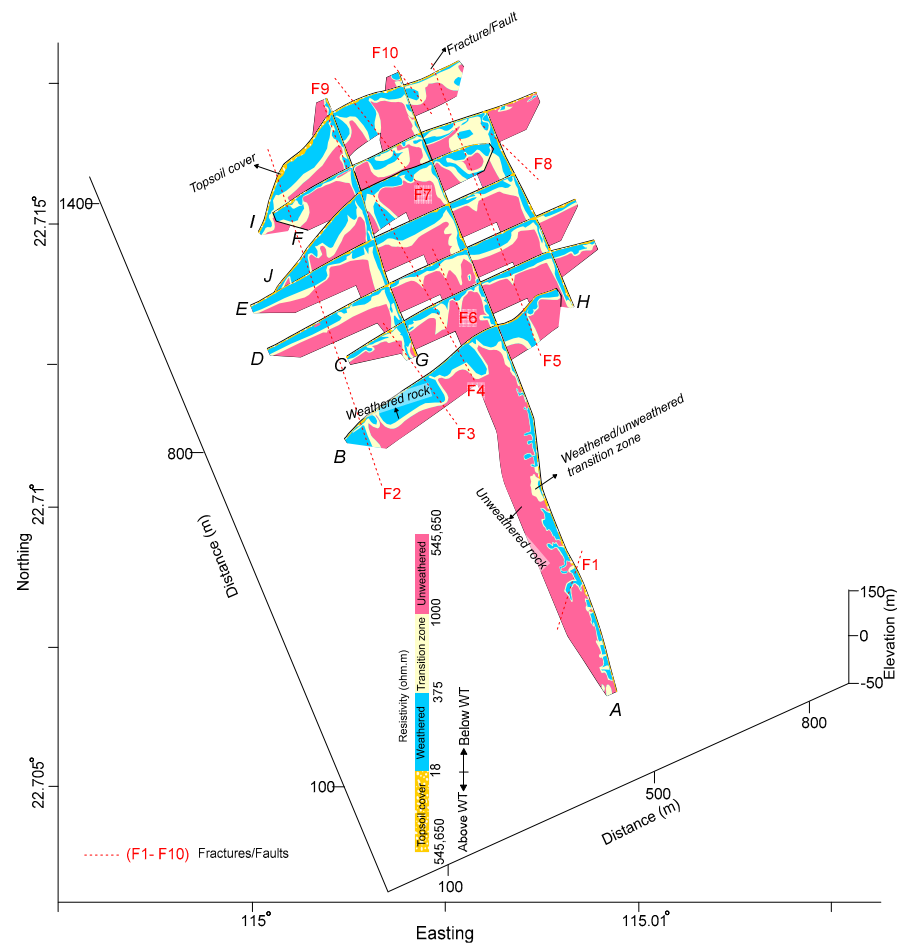 Fracture/Fault
F10
F9
Topsoil cover
F8
1400
F7
22.715°
I
F
J
E
H
F6
D
C
G
F5
Weathered rock
F4
F3
Weathered/unweathered
transition zone
B
800
F2
Unweathered rock
22.71°
Distance (m)
Northing
F1
545,650
Unweathered
1000
Transition zone
Resistivity (ohm.m)
375
Weathered
18
Topsoil cover
545,650
Below WT
Above WT
150
0
-50
Elevation (m)
A
800
500
Distance (m)
100
22.705°
100
(F1- F10) Fractures/Faults
115°
115.01°
Easting